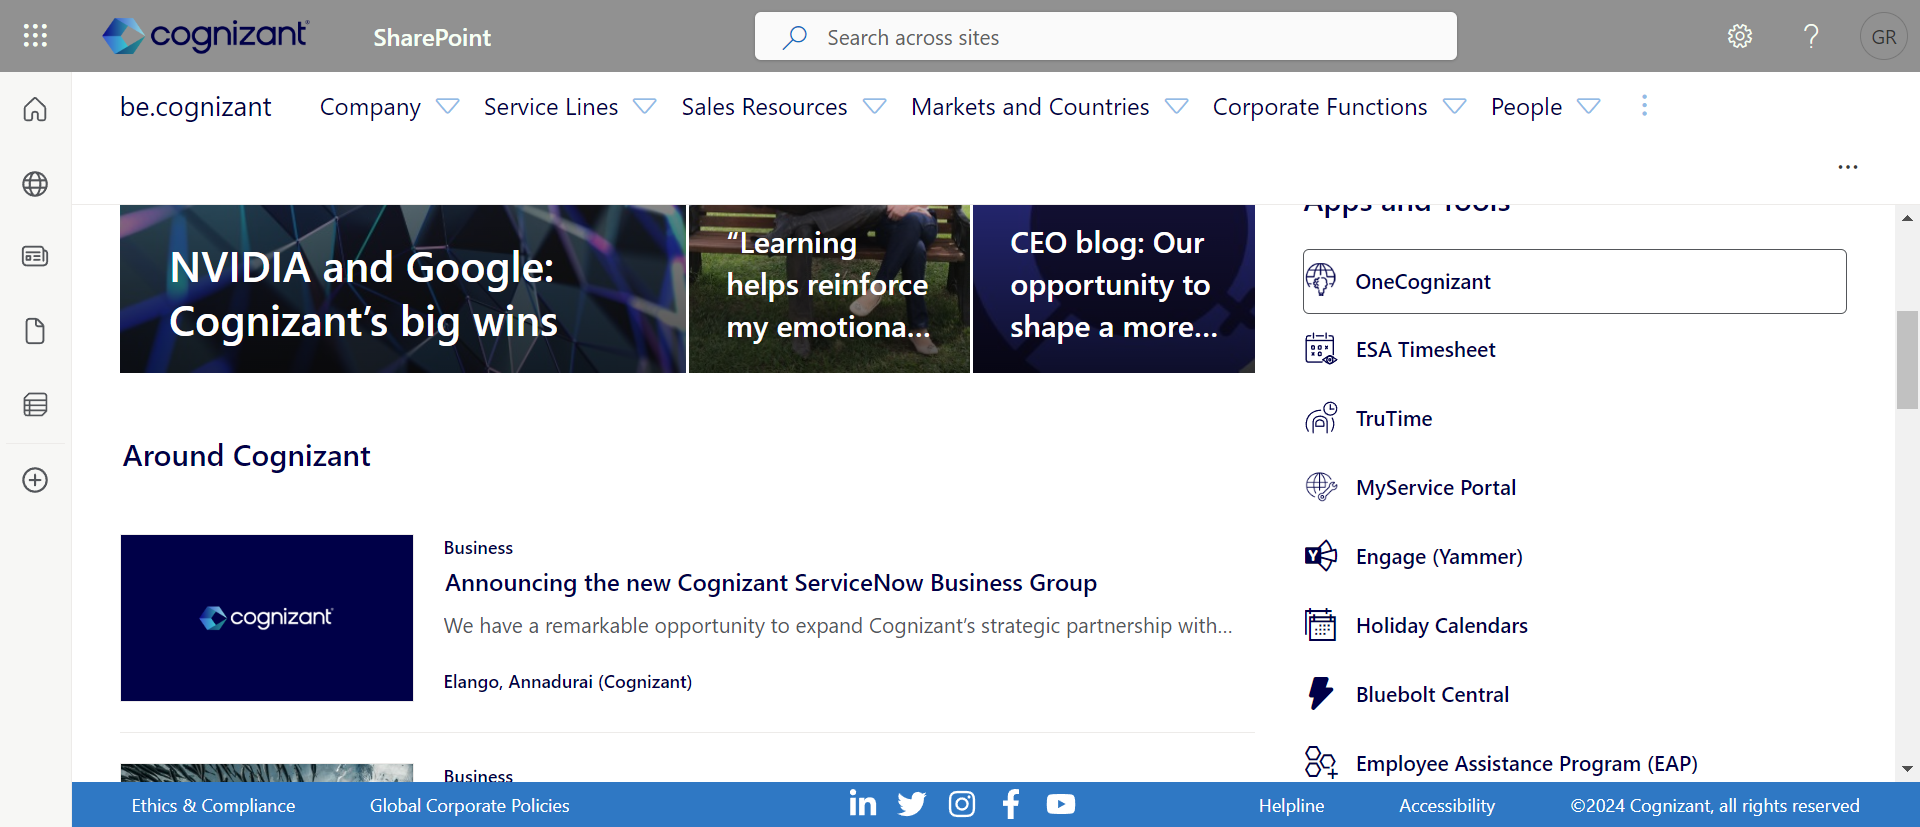 cognizant
SharePoint
Search across sites
GR
be.cognizant
Company
Service Lines
Sales Resources
Markets and Countries
Corporate Functions
People
NVIDIA and Google:
Cognizant’s big wins
“Learning
helps reinforce
my emotiona...
CEO blog: Our
opportunity to
shape a more...
Around Cognizant
cognizant
Business
Announcing the new Cognizant ServiceNow Business Group
We have a remarkable opportunity to expand Cognizant’s strategic partnership with...
Elango, Annadurai (Cognizant)
Business
Apps and Tools
OneCognizant
ESA Timesheet
TruTime
MyService Portal
Engage (Yammer)
Holiday Calendars
Bluebolt Central
Employee Assistance Program (EAP)
Ethics & Compliance
Global Corporate Policies
Helpline
Accessibility
©2024 Cognizant, all rights reserved